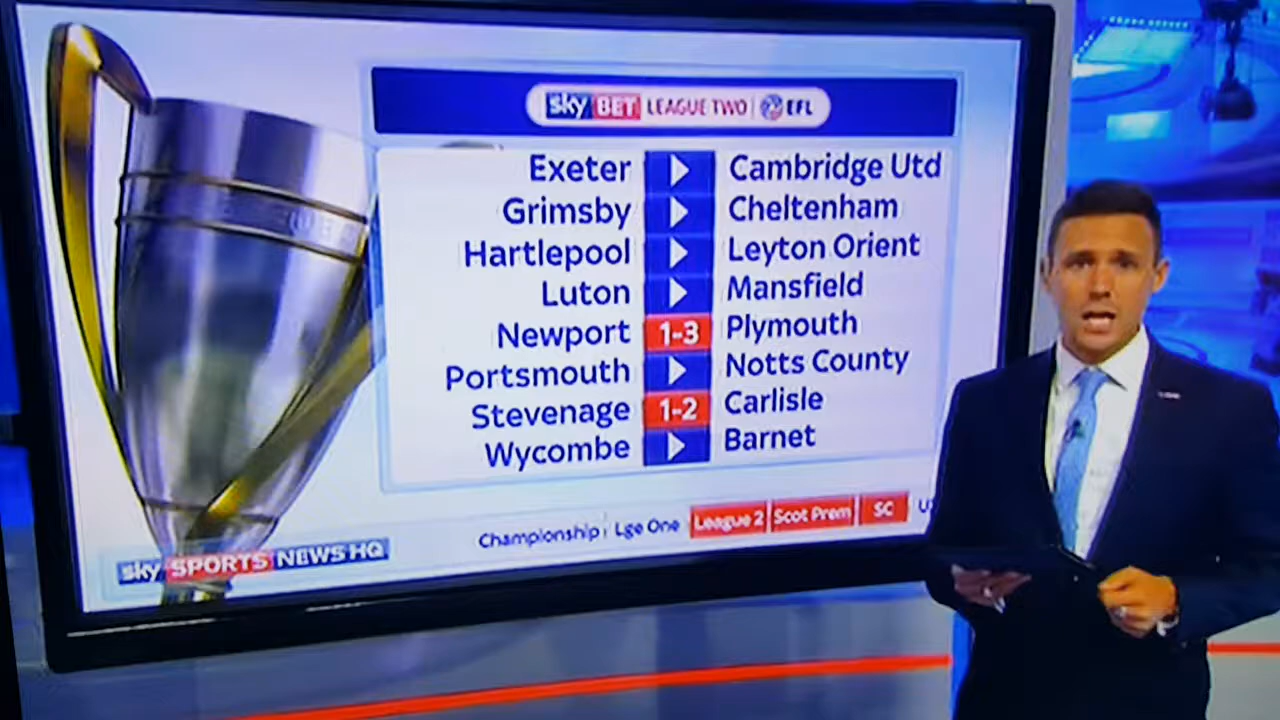 sky BET LEAGUE TWO EFL
Exeter Cambridge Utd
Grimsby Cheltenham
Hartlepool Leyton Orient
Luton Mansfield
Newport 1-3 Plymouth
Portsmouth Notts County
Stevenage 1-2 Carlisle
Wycombe Barnet
Championship Lge One League 2 Scot Prem SC
sky SPORTS NEWS HQ